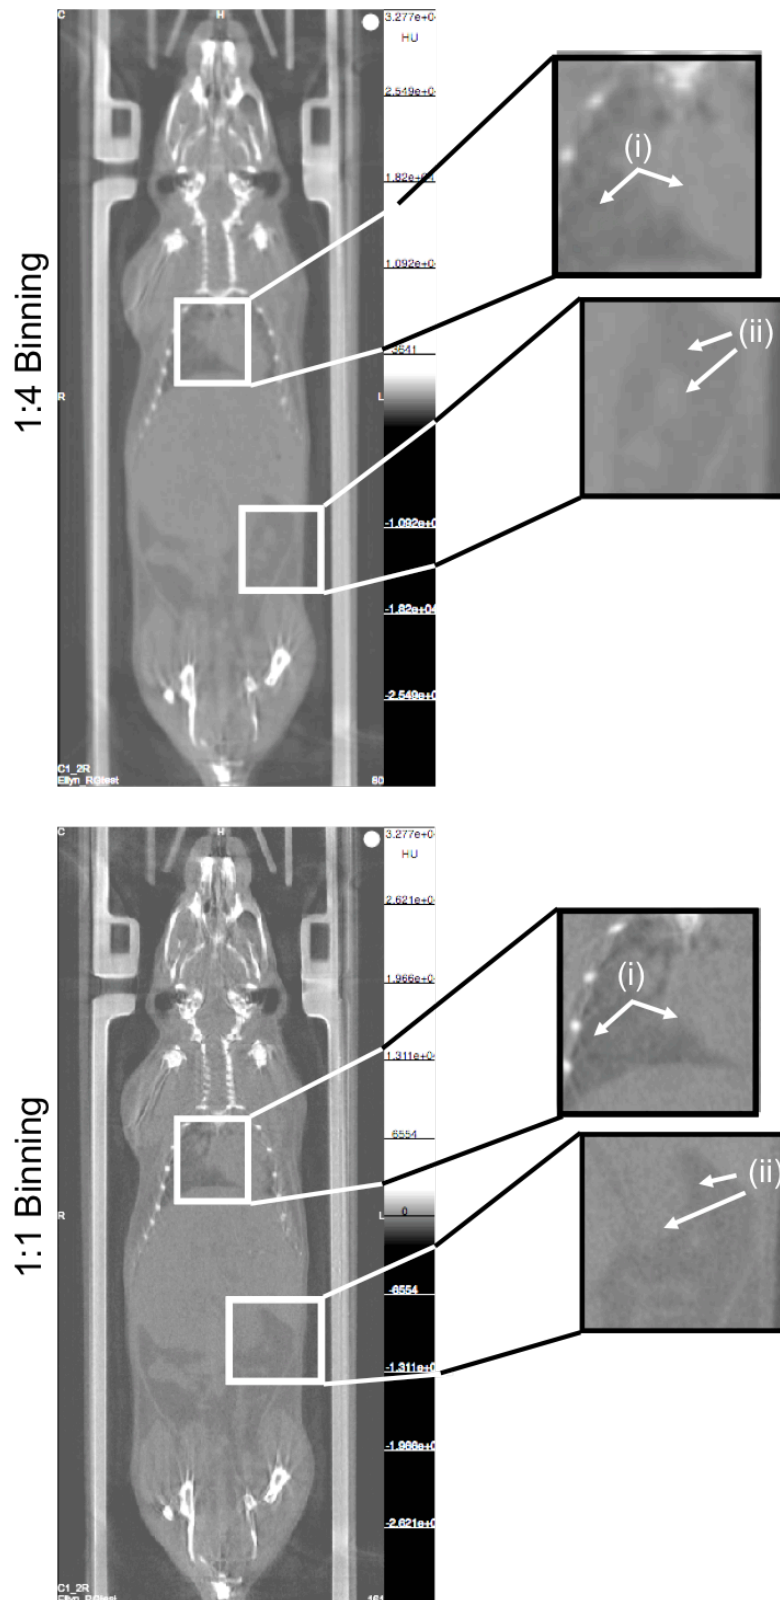 1:4 Binning
C
H
3.277e+0
HU
2.549e+0
1.82e+0
1.092e+0
3641
R
L
-1.092e+0
-1.82e+04
-2.549e+0
C1_2R
Ellyn_ROtest
80
(i)
(ii)
1:1 Binning
C
H
3.277e+0
HU
2.621e+0
1.966e+0
1.311e+0
6554
0
R
L
-6554
-1.311e+0
-1.966e+0
-2.621e+0
C1_2R
161
(i)
(ii)